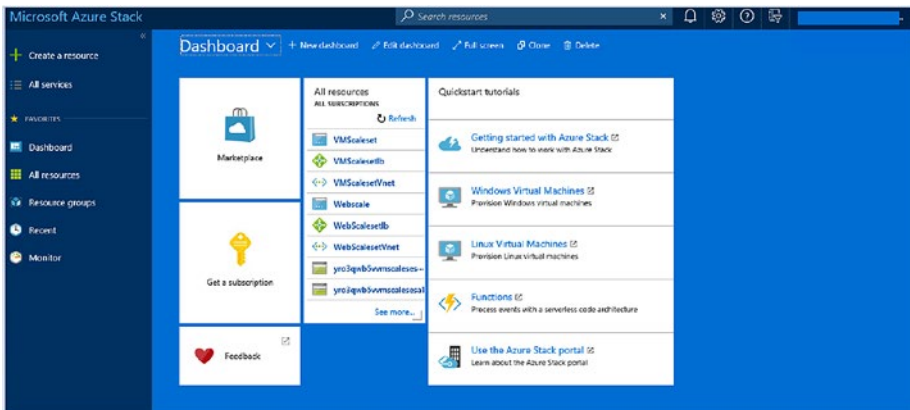 Microsoft Azure Stack
Search resources
Create a resource
All services
FAVORITES
Dashboard
All resources
Resource groups
Recent
Monitor
Dashboard
New dashboard
Edit dashboard
Full screen
Clone
Delete
Marketplace
Get a subscription
Feedback
All resources
ALL SUBSCRIPTIONS
Refresh
VMScaleset
VMScalesetlb
VMScalesetVnet
Webscale
WebScalesetlb
WebScalesetVnet
See more...
Quickstart tutorials
Getting started with Azure Stack
Understand how to work with Azure Stack
Windows Virtual Machines
Provision Windows virtual machines
Linux Virtual Machines
Provision Linux virtual machines
Functions
Process events with a serverless code architecture
Use the Azure Stack portal
Learn about the Azure Stack portal